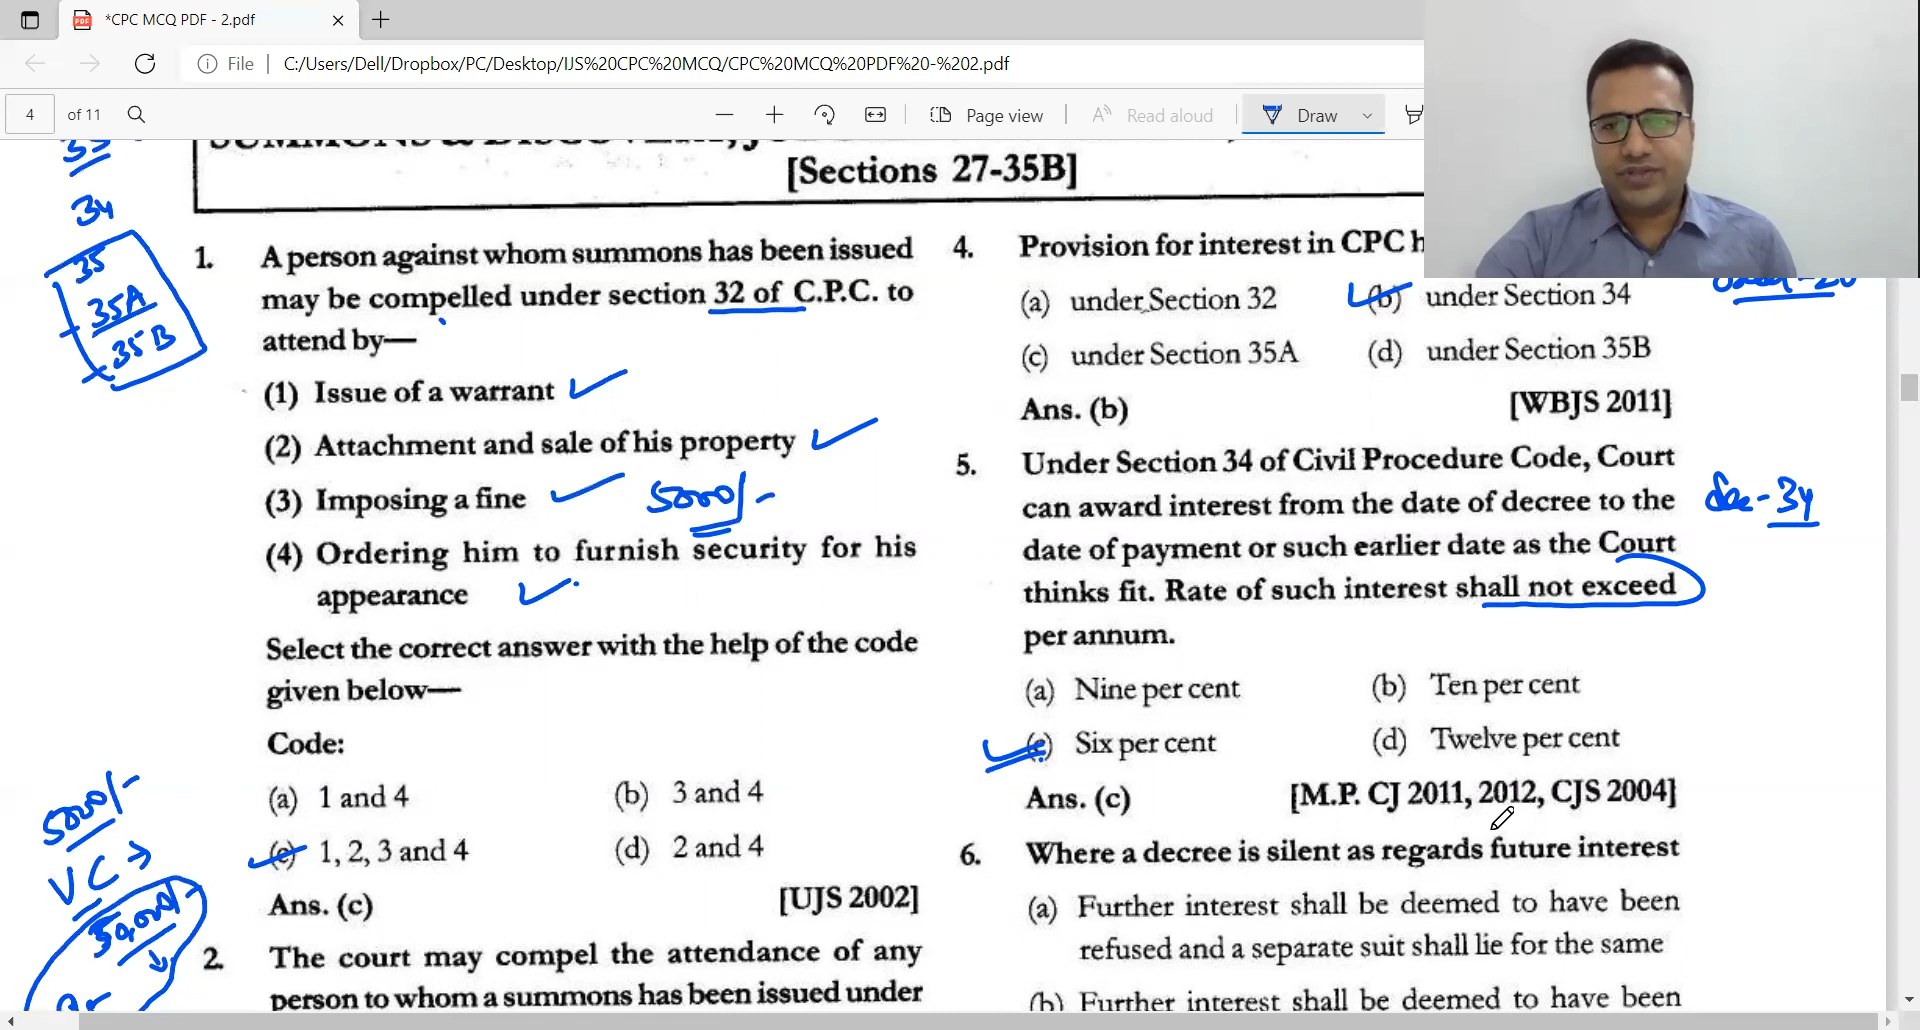 *CPC MCQ PDF - 2.pdf
File
C:/Users/Dell/Dropbox/PC/Desktop/IJS%20CPC%20MCQ/CPC%20MCQ%20PDF%20-%202.pdf
4 of 11
Page view
Read aloud
Draw
[Sections 27-35B]
34
35
35A
35B
1. A person against whom summons has been issued
may be compelled under section 32 of C.P.C. to
attend by—
(1) Issue of a warrant
(2) Attachment and sale of his property
(3) Imposing a fine 5000/-
(4) Ordering him to furnish security for his
appearance
Select the correct answer with the help of the code
given below—
Code:
(a) 1 and 4 (b) 3 and 4
(c) 1, 2, 3 and 4 (d) 2 and 4
Ans. (c) [UJS 2002]
5000/-
VC
2. The court may compel the attendance of any
person to whom a summons has been issued under
4. Provision for interest in CPC
(a) under Section 32 (b) under Section 34
(c) under Section 35A (d) under Section 35B
Ans. (b) [WBJS 2011]
5. Under Section 34 of Civil Procedure Code, Court
can award interest from the date of decree to the
date of payment or such earlier date as the Court
thinks fit. Rate of such interest shall not exceed
per annum.
Sec-34
(a) Nine per cent (b) Ten per cent
(c) Six per cent (d) Twelve per cent
Ans. (c) [M.P. CJ 2011, 2012, CJS 2004]
6. Where a decree is silent as regards future interest
(a) Further interest shall be deemed to have been
refused and a separate suit shall lie for the same
(b) Further interest shall be deemed to have been